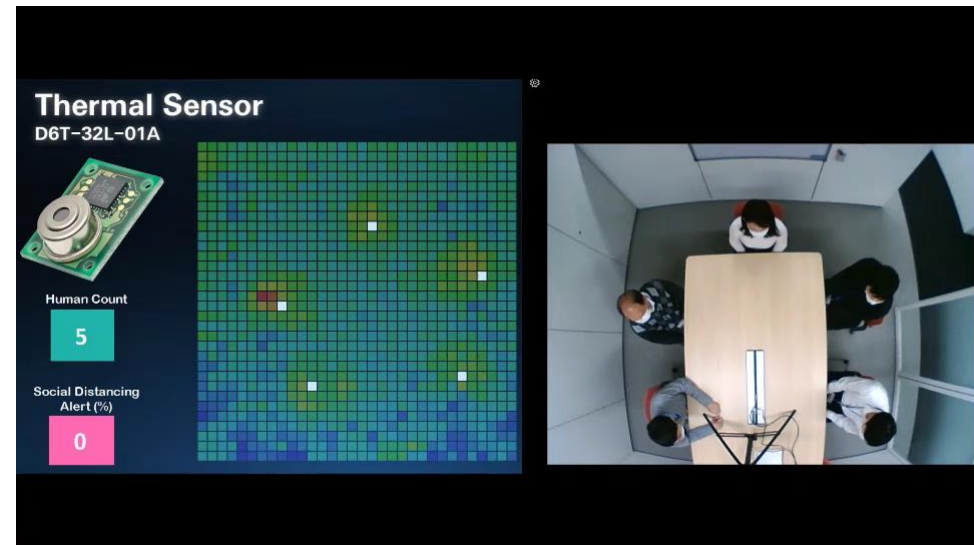 Thermal Sensor
D6T-32L-01A
Human Count
5
Social Distancing
Alert (%)
0